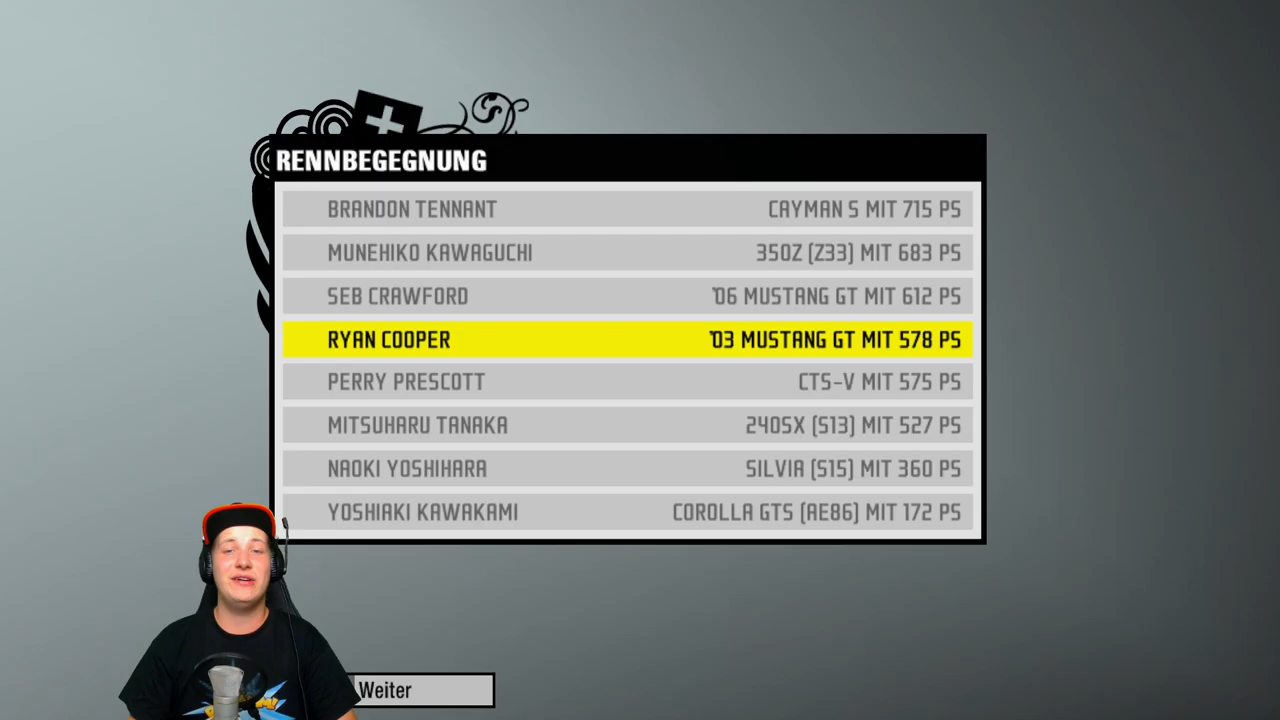 RENNBEGEGNUNG
BRANDON TENNANT CAYMAN S MIT 715 PS
MUNEHIKO KAWAGUCHI 350Z (Z33) MIT 683 PS
SEB CRAWFORD '06 MUSTANG GT MIT 612 PS
RYAN COOPER '03 MUSTANG GT MIT 578 PS
PERRY PRESCOTT CTS-V MIT 575 PS
MITSUHARU TANAKA 240SX (S13) MIT 527 PS
NAOKI YOSHIHARA SILVIA (S15) MIT 360 PS
YOSHIAKI KAWAKAMI COROLLA GTS (AE86) MIT 172 PS
Weiter